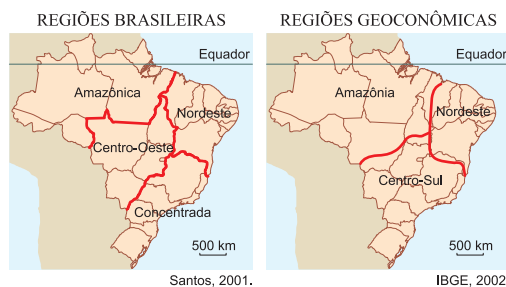 REGIÕES BRASILEIRAS
Equador
Amazônica
Nordeste
Centro-Oeste
Concentrada
500 km
Santos, 2001.
REGIÕES GEOCONÔMICAS
Equador
Amazônia
Nordeste
Centro-Sul
500 km
IBGE, 2002